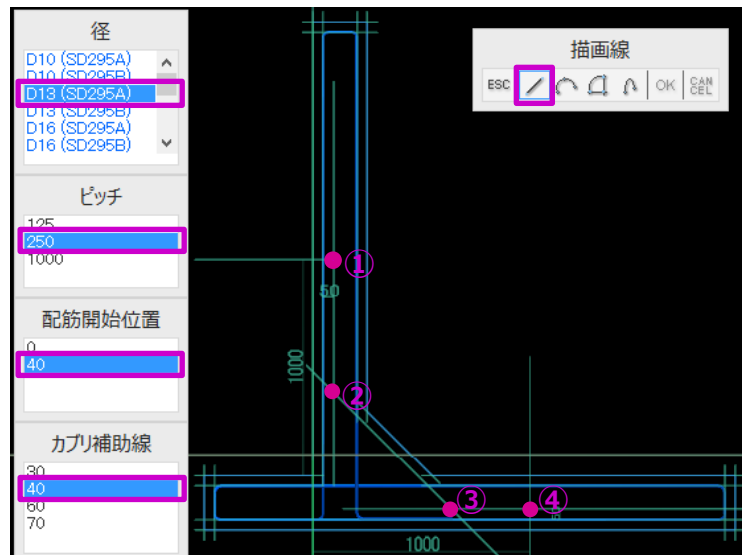 径
D10 (SD295A)
D10 (SD295B)
D13 (SD295A)
D13 (SD295B)
D16 (SD295A)
D16 (SD295B)
ピッチ
125
250
1000
配筋開始位置
0
40
カブリ補助線
30
40
60
70
描画線
ESC
OK
CAN
CEL
①
50
1000
②
③
④
1000